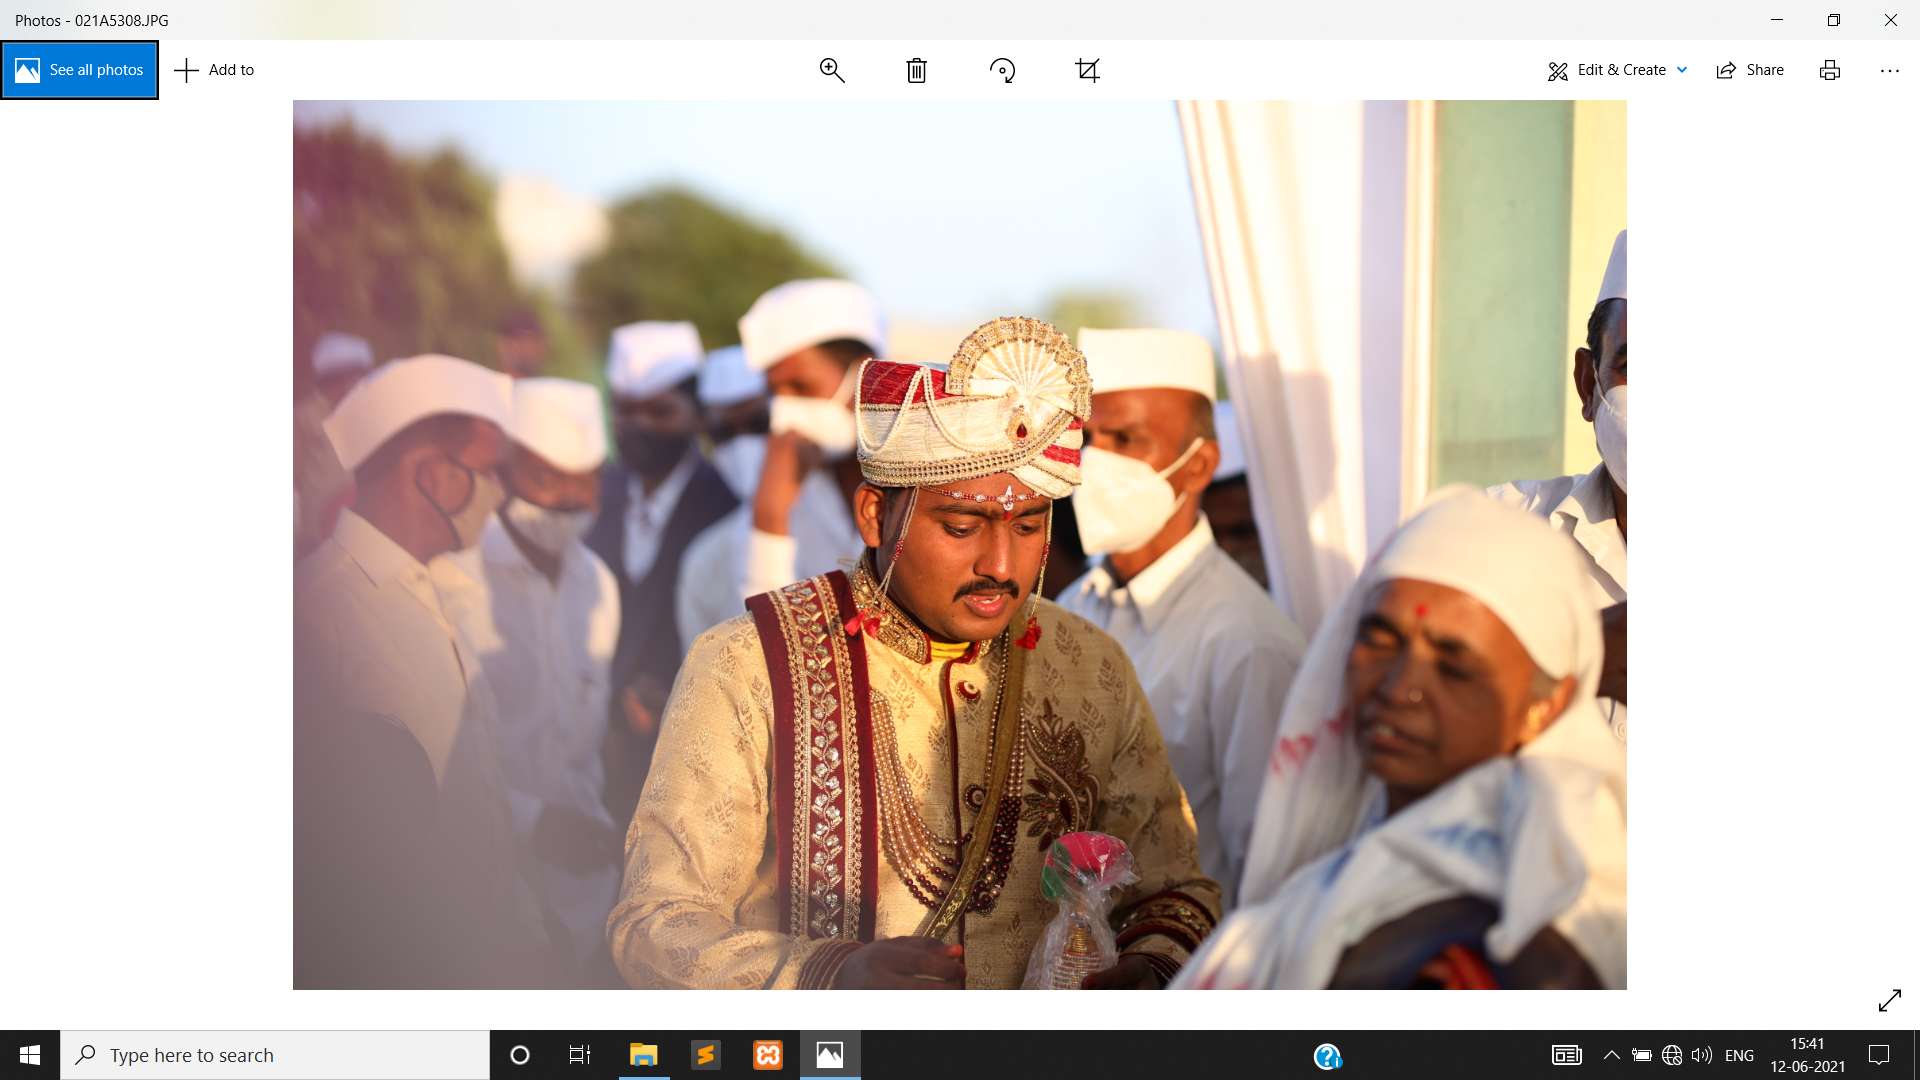 Photos - 021A5308.JPG
See all photos
Add to
Edit & Create
Share
Type here to search
ENG
15:41
12-06-2021